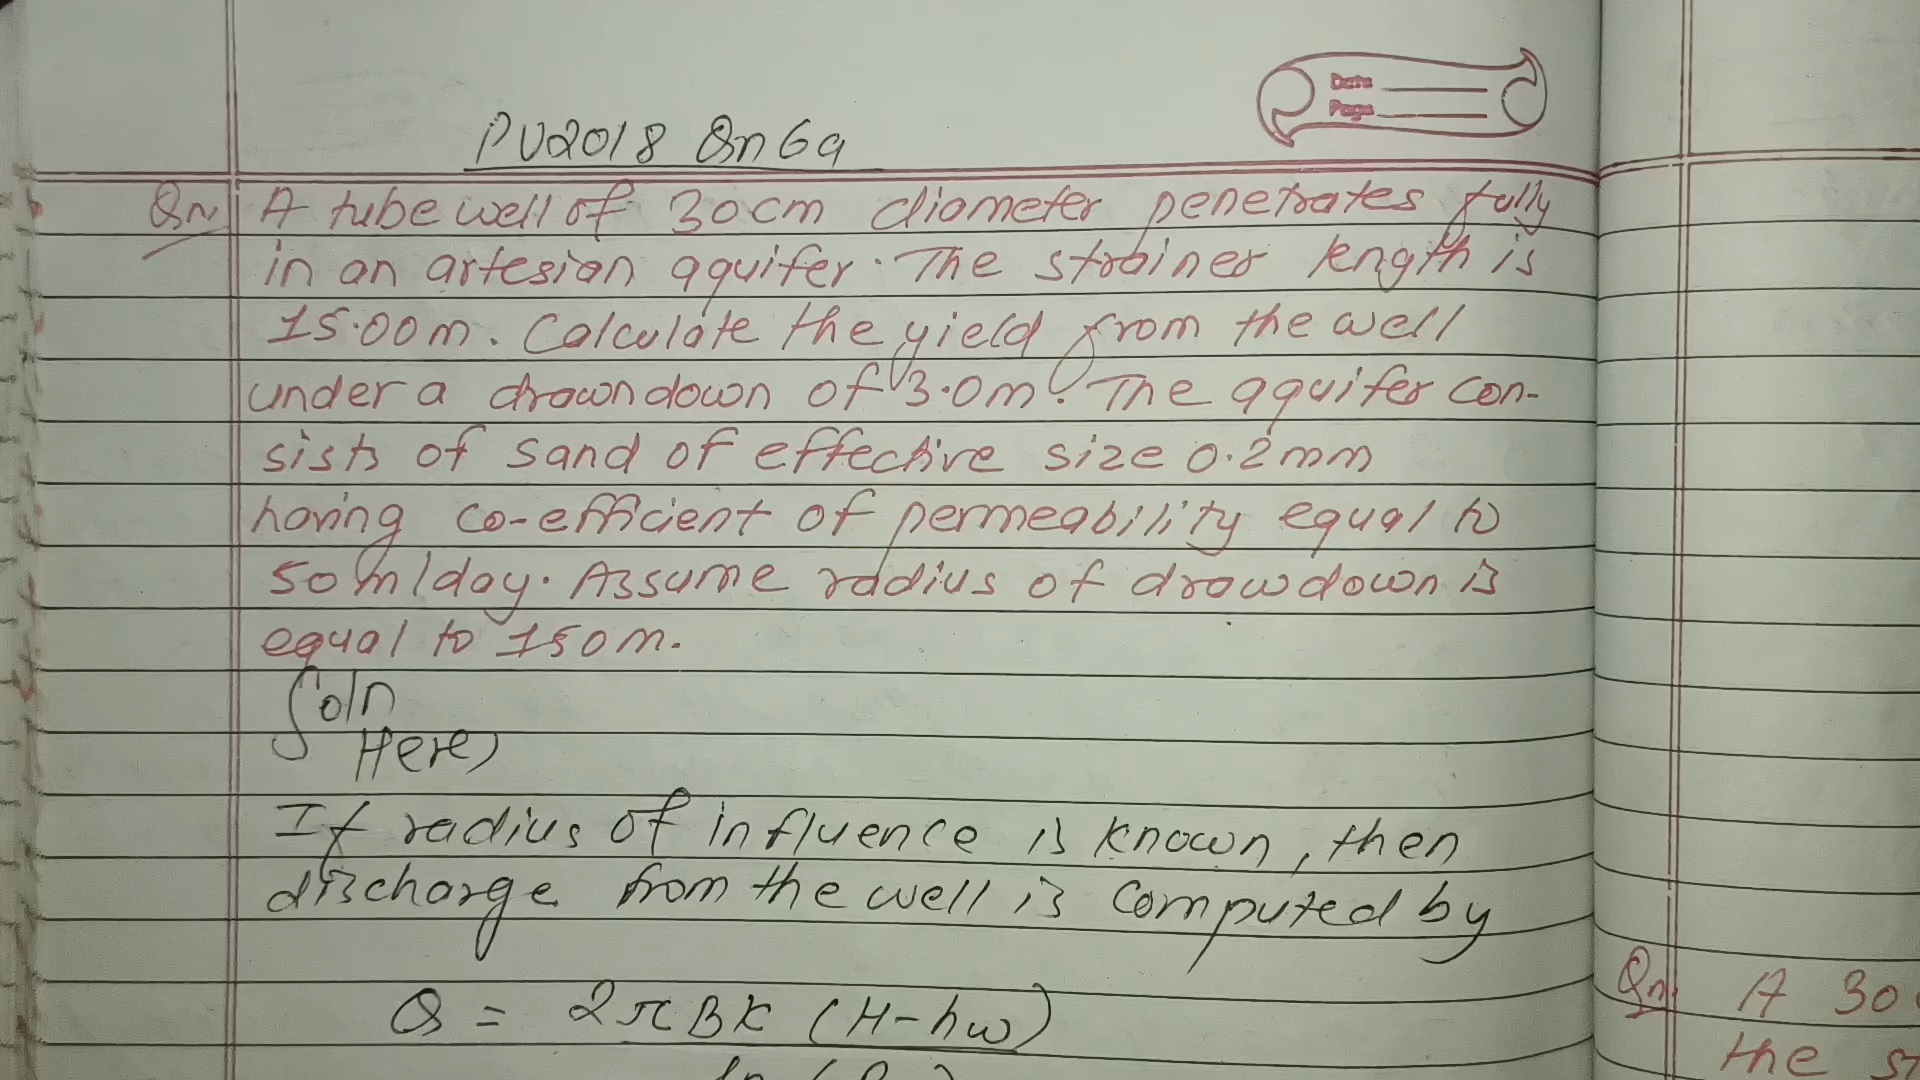 Date
Page
PU2018 Qn6a
Qn A tube well of 30cm diameter penetrates fully
in an artesian aquifer. The strainer length is
15.00m. Calculate the yield from the well
under a drawndown of 3.0m. The aquifer con-
sists of sand of effective size 0.2mm
having co-efficient of permeability equal to
50m/day. Assume radius of drawdown is
equal to 150m.
Soln
Here,
If radius of influence is known, then
discharge from the well is computed by
Q = 2πBK (H-hw)
Qn. A 30
the st